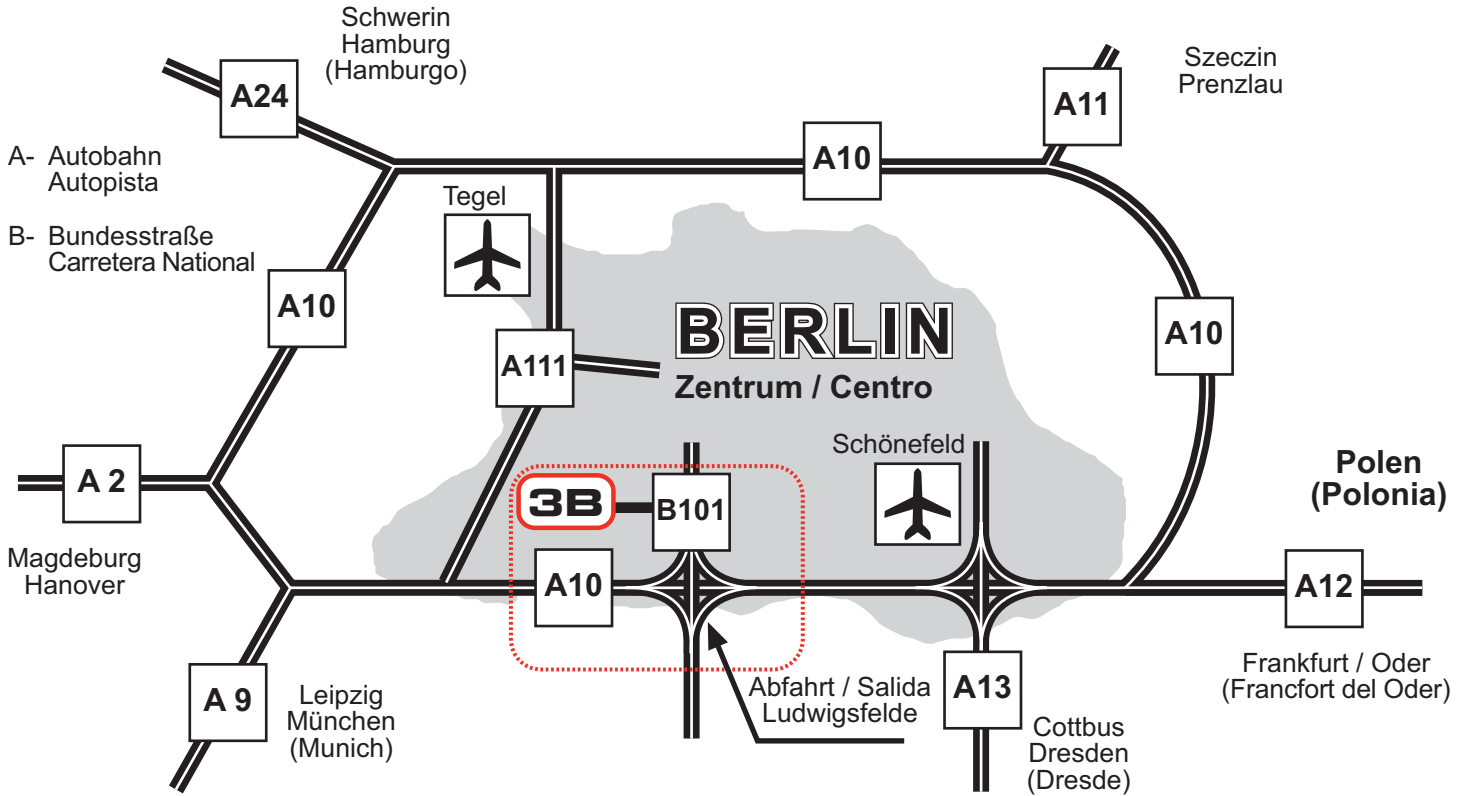 Schwerin
Hamburg
(Hamburgo)
A24
Szeczin
Prenzlau
A11
A- Autobahn
Autopista
A10
Tegel
B- Bundesstraße
Carretera National
A10
BERLIN
A10
A111
Zentrum / Centro
Schönefeld
Polen
(Polonia)
A 2
3B
B101
Magdeburg
Hanover
A10
A12
Frankfurt / Oder
(Francfort del Oder)
A 9
Leipzig
München
(Munich)
Abfahrt / Salida
Ludwigsfelde
A13
Cottbus
Dresden
(Dresde)